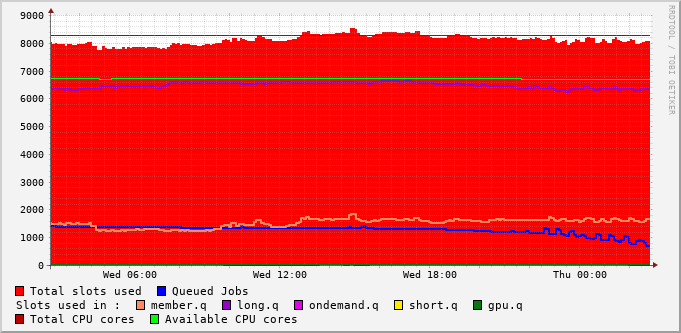 9000
8000
7000
6000
5000
4000
3000
2000
1000
0
Wed 06:00 Wed 12:00 Wed 18:00 Thu 00:00
RRDTOOL / TOBI OETIKER
Total slots used Queued Jobs
Slots used in : member.q long.q ondemand.q short.q gpu.q
Total CPU cores Available CPU cores